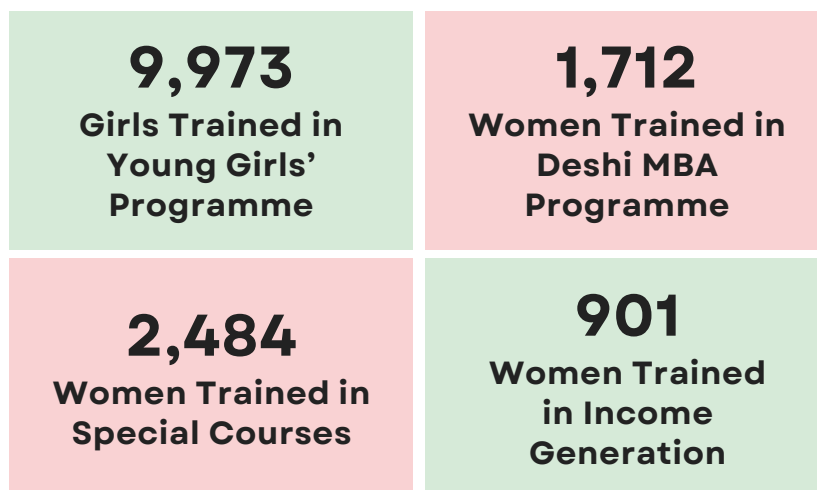 9,973
Girls Trained in
Young Girls’
Programme
1,712
Women Trained in
Deshi MBA
Programme
2,484
Women Trained in
Special Courses
901
Women Trained
in Income
Generation